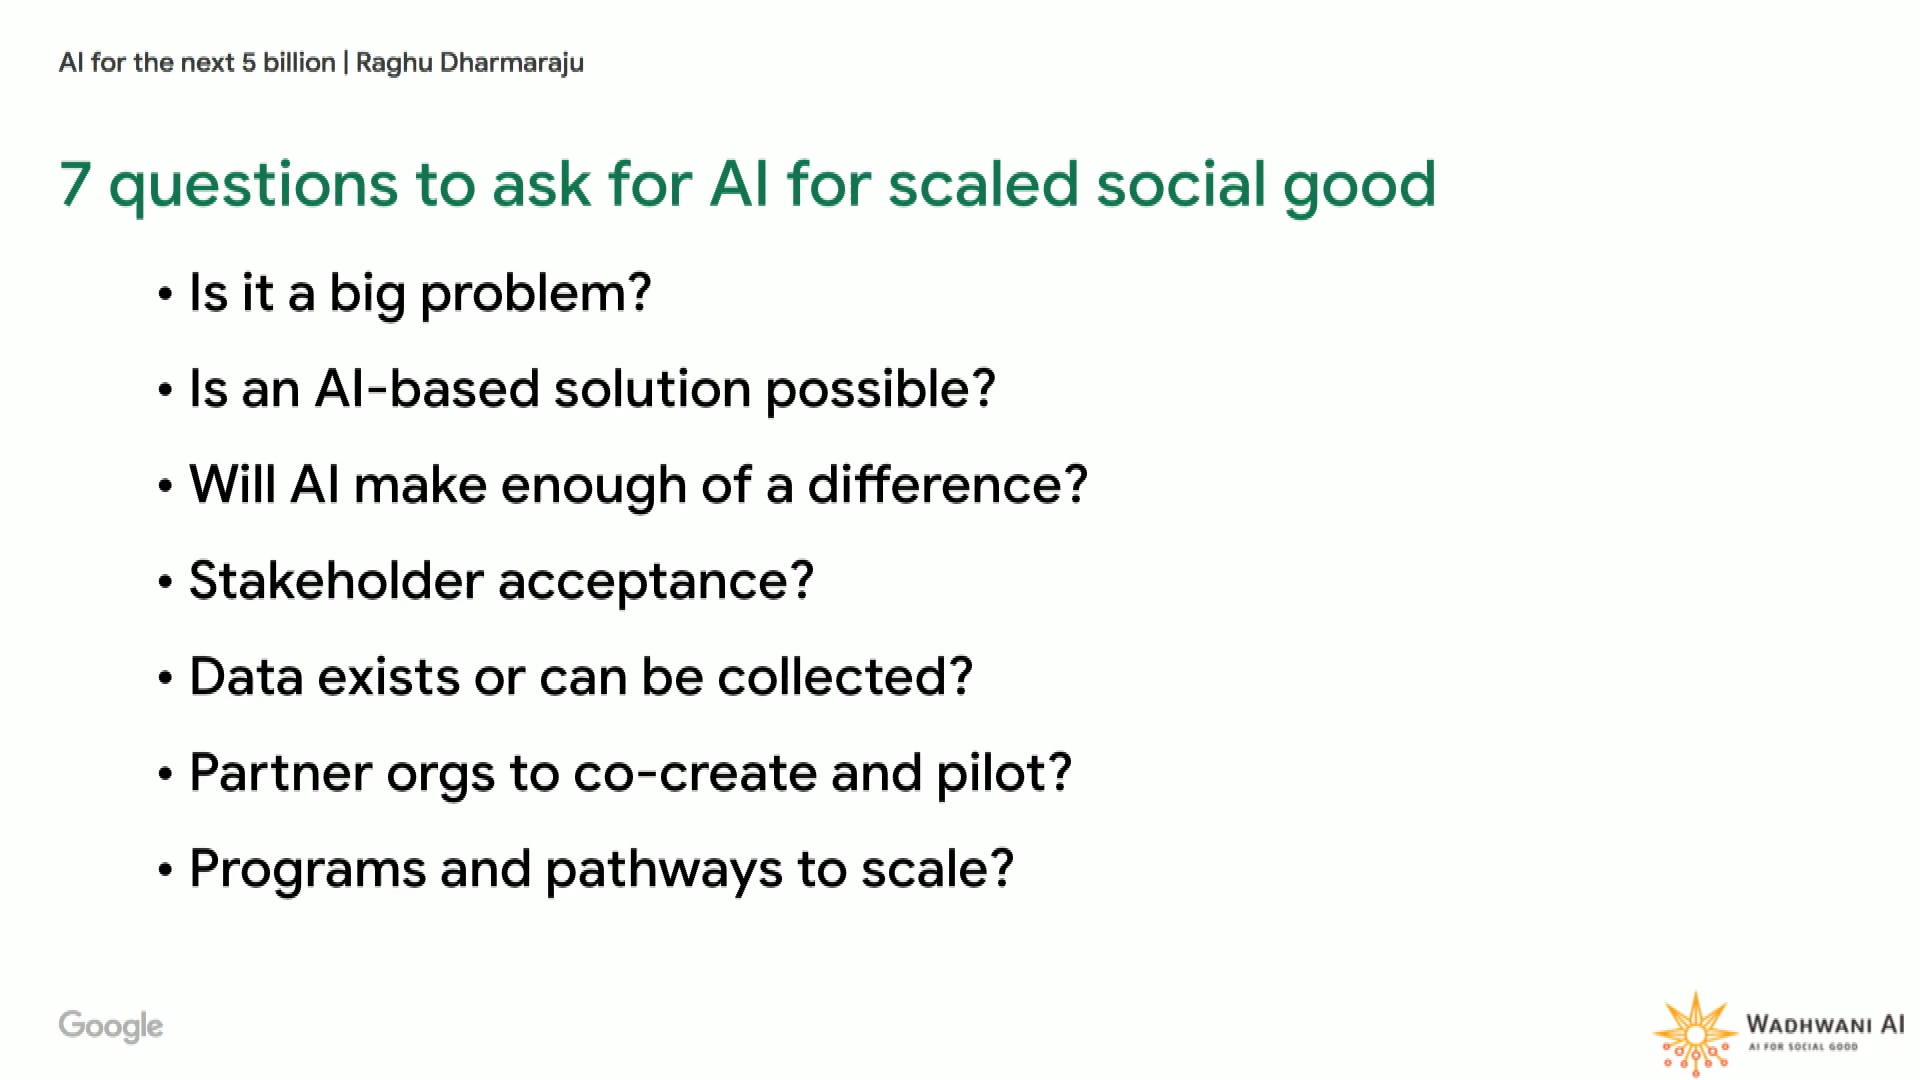 AI for the next 5 billion | Raghu Dharmaraju
7 questions to ask for AI for scaled social good
• Is it a big problem?
• Is an AI-based solution possible?
• Will AI make enough of a difference?
• Stakeholder acceptance?
• Data exists or can be collected?
• Partner orgs to co-create and pilot?
• Programs and pathways to scale?
Google
WADHWANI AI
AI FOR SOCIAL GOOD